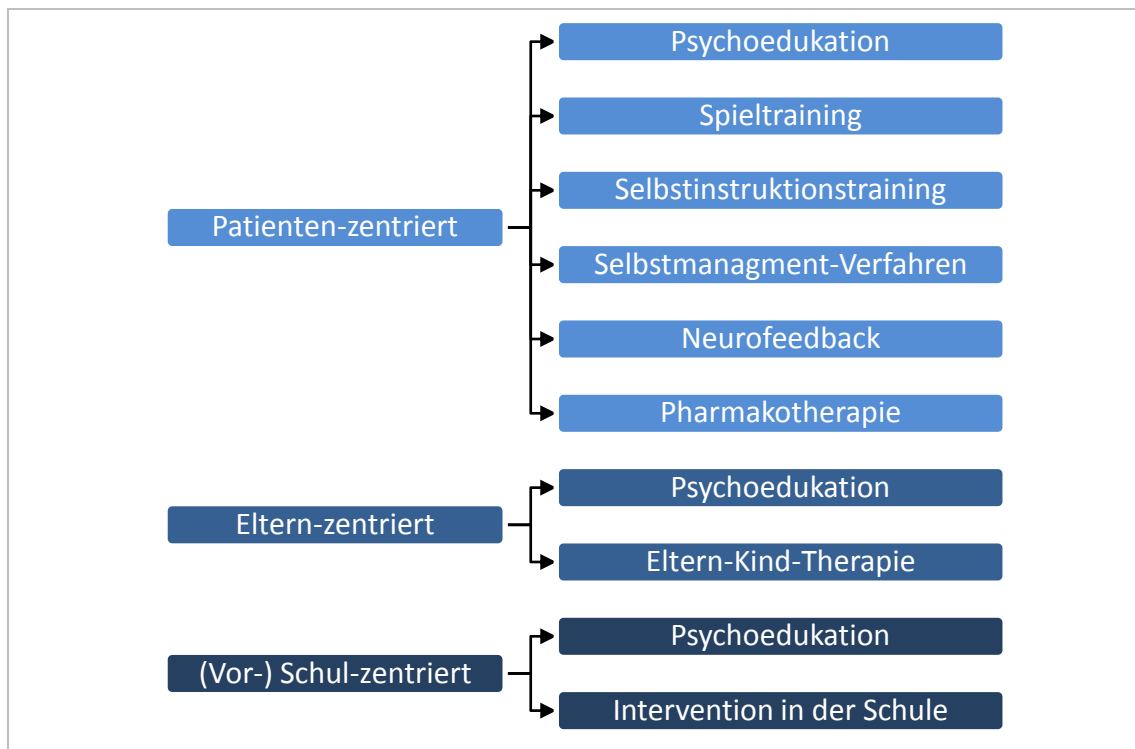 Patienten-zentriert
Psychoedukation
Spieltraining
Selbstinstruktionstraining
Selbstmanagment-Verfahren
Neurofeedback
Pharmakotherapie
Eltern-zentriert
Psychoedukation
Eltern-Kind-Therapie
(Vor-) Schul-zentriert
Psychoedukation
Intervention in der Schule